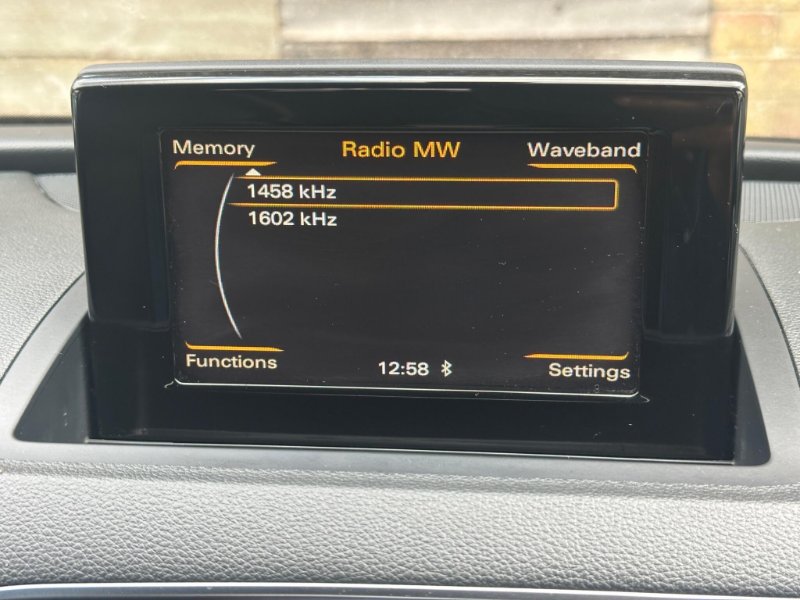 Memory Radio MW Waveband
1458 kHz
1602 kHz
Functions 12:58 Settings